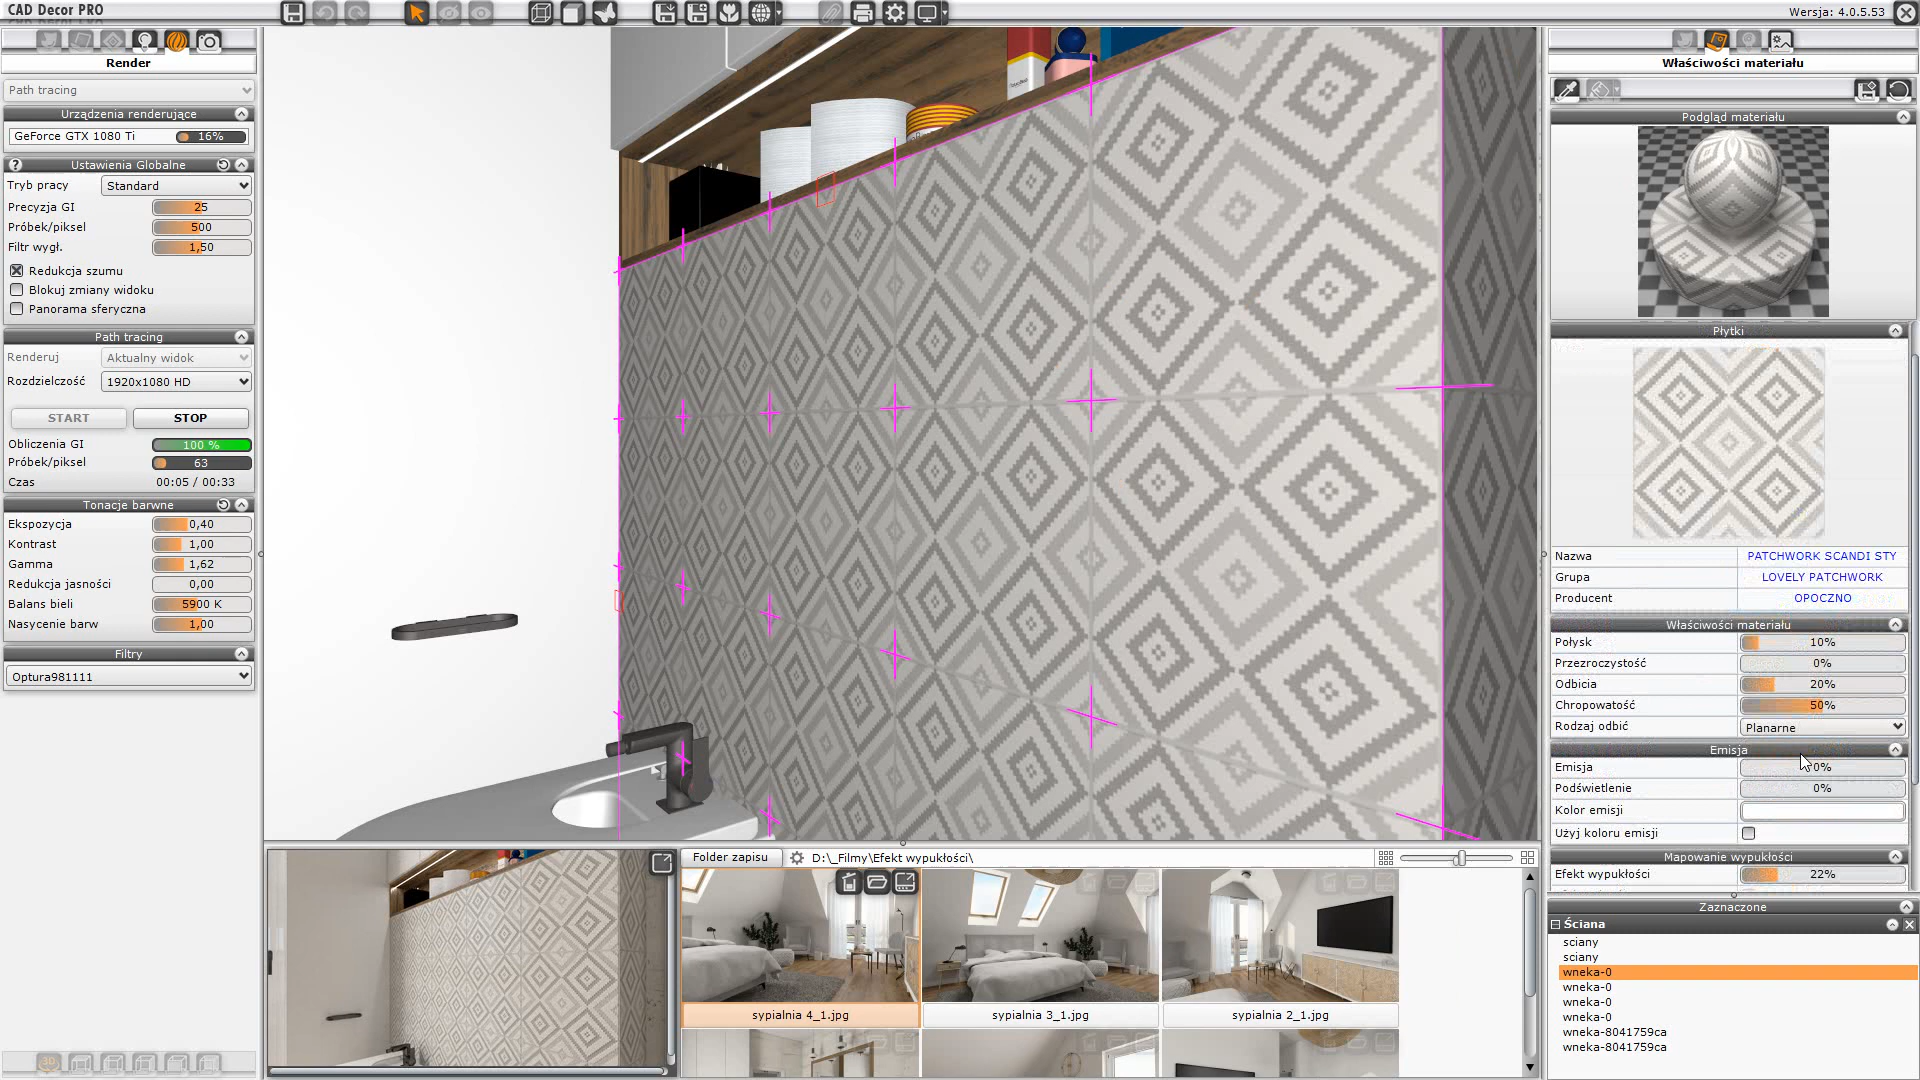 CAD Decor PRO
Wersja: 4.0.5.53
Render
Path tracing
Urządzenia renderujące
GeForce GTX 1080 Ti 16%
? Ustawienia Globalne
Tryb pracy Standard
Precyzja GI 25
Próbek/piksel 500
Filtr wygł. 1,50
Redukcja szumu
Blokuj zmiany widoku
Panorama sferyczna
Path tracing
Renderuj Aktualny widok
Rozdzielczość 1920x1080 HD
START STOP
Obliczenia GI 100 %
Próbek/piksel 63
Czas 00:05 / 00:33
Tonacje barwne
Ekspozycja 0,40
Kontrast 1,00
Gamma 1,62
Redukcja jasności 0,00
Balans bieli 5900 K
Nasycenie barw 1,00
Filtry
Optura981111
3D
Folder zapisu D:\_Filmy\Efekt wypukłości\
sypialnia 4_1.jpg
sypialnia 3_1.jpg
sypialnia 2_1.jpg
Właściwości materiału
Podgląd materiału
Płytki
Nazwa PATCHWORK SCANDI STY
Grupa LOVELY PATCHWORK
Producent OPOCZNO
Właściwości materiału
Połysk 10%
Przezroczystość 0%
Odbicia 20%
Chropowatość 50%
Rodzaj odbić Planarne
Emisja
Emisja 0%
Podświetlenie 0%
Kolor emisji
Użyj koloru emisji
Mapowanie wypukłości
Efekt wypukłości 22%
Zaznaczone
Ściana
sciany
sciany
wneka-0
wneka-0
wneka-0
wneka-0
wneka-8041759ca
wneka-8041759ca